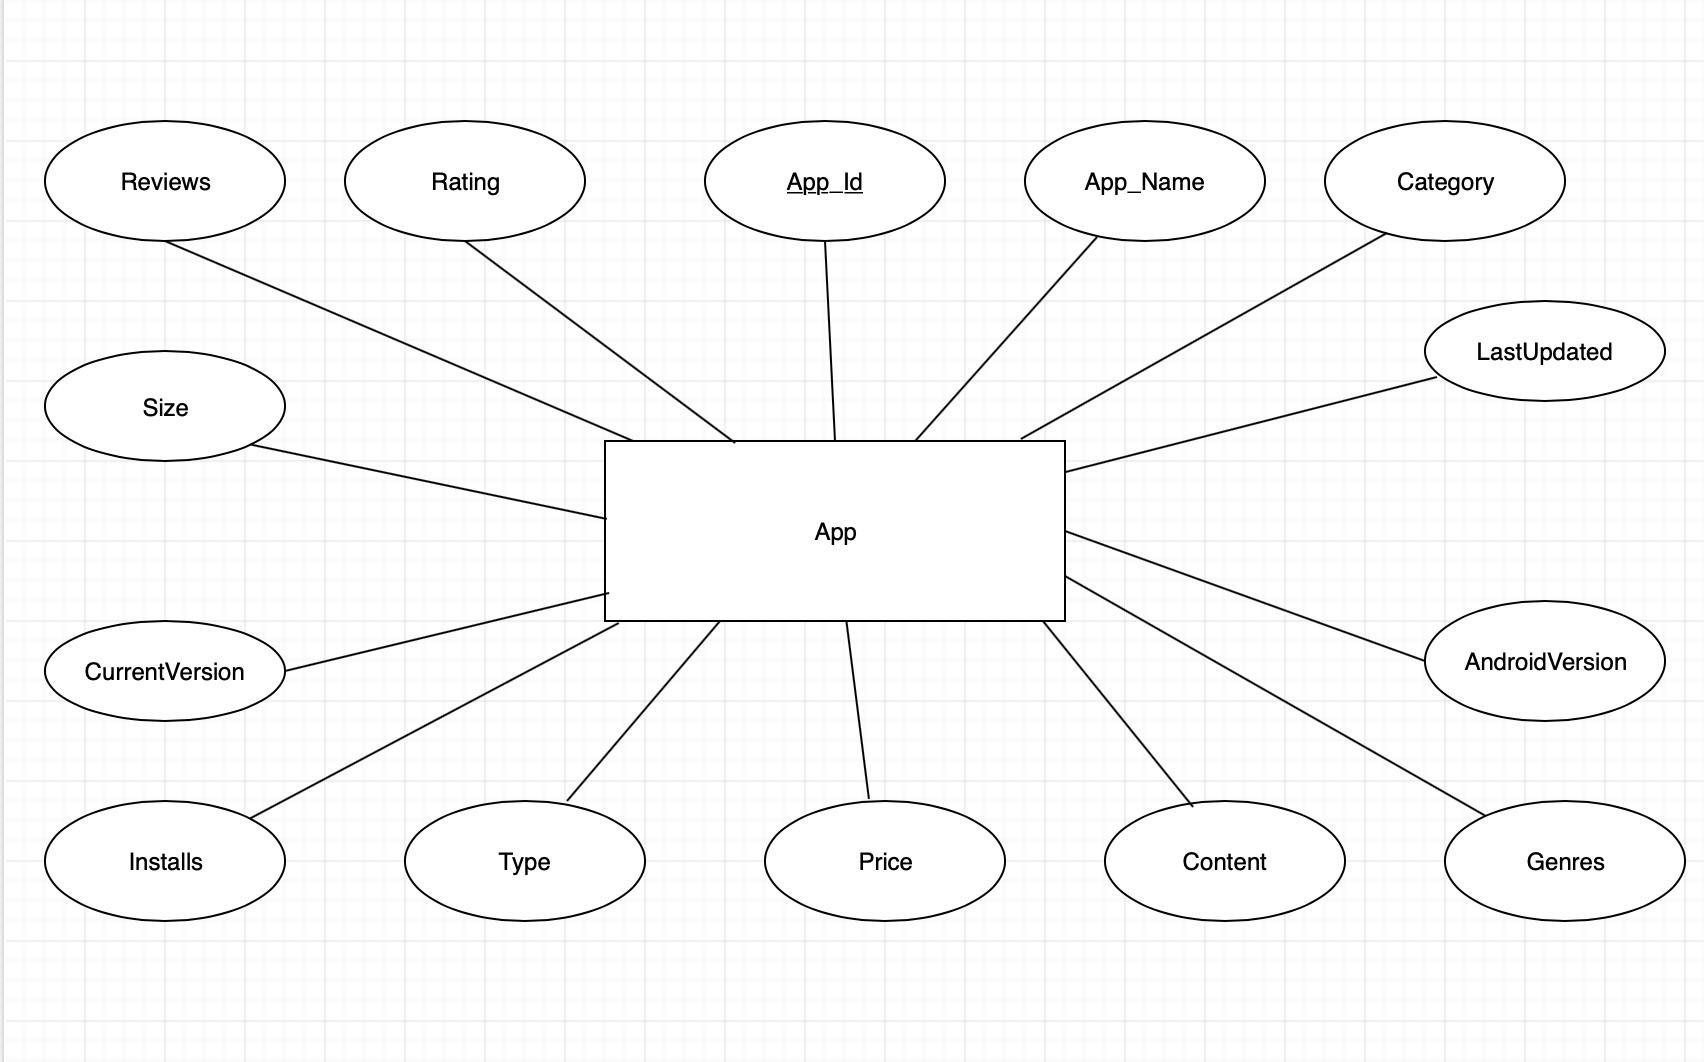 Reviews
Rating
App_Id
App_Name
Category
LastUpdated
Size
App
CurrentVersion
AndroidVersion
Installs
Type
Price
Content
Genres